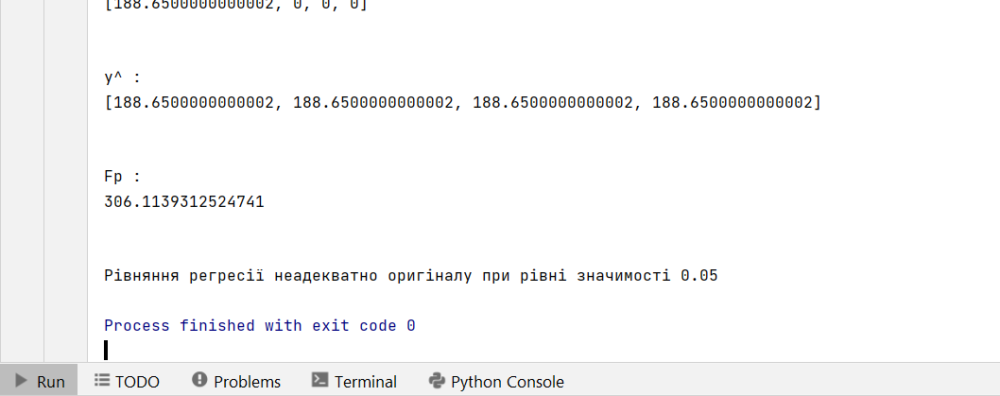 [188.6500000000002, 0, 0, 0]
y^ :
[188.6500000000002, 188.6500000000002, 188.6500000000002, 188.6500000000002]
Fp :
306.1139312524741
Рівняння регресії неадекватно оригіналу при рівні значимості 0.05
Process finished with exit code 0
Run TODO Problems Terminal Python Console